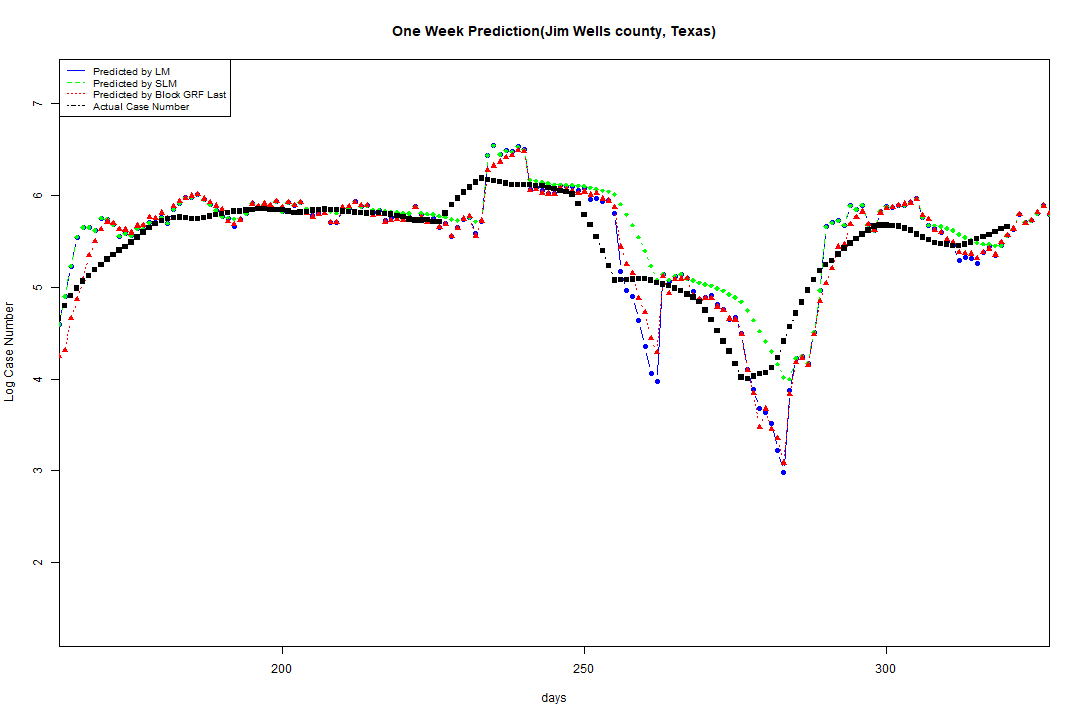 One Week Prediction(Jim Wells county, Texas)
Predicted by LM
Predicted by SLM
Predicted by Block GRF Last
Actual Case Number
Log Case Number
7
6
5
4
3
2
200 250 300
days